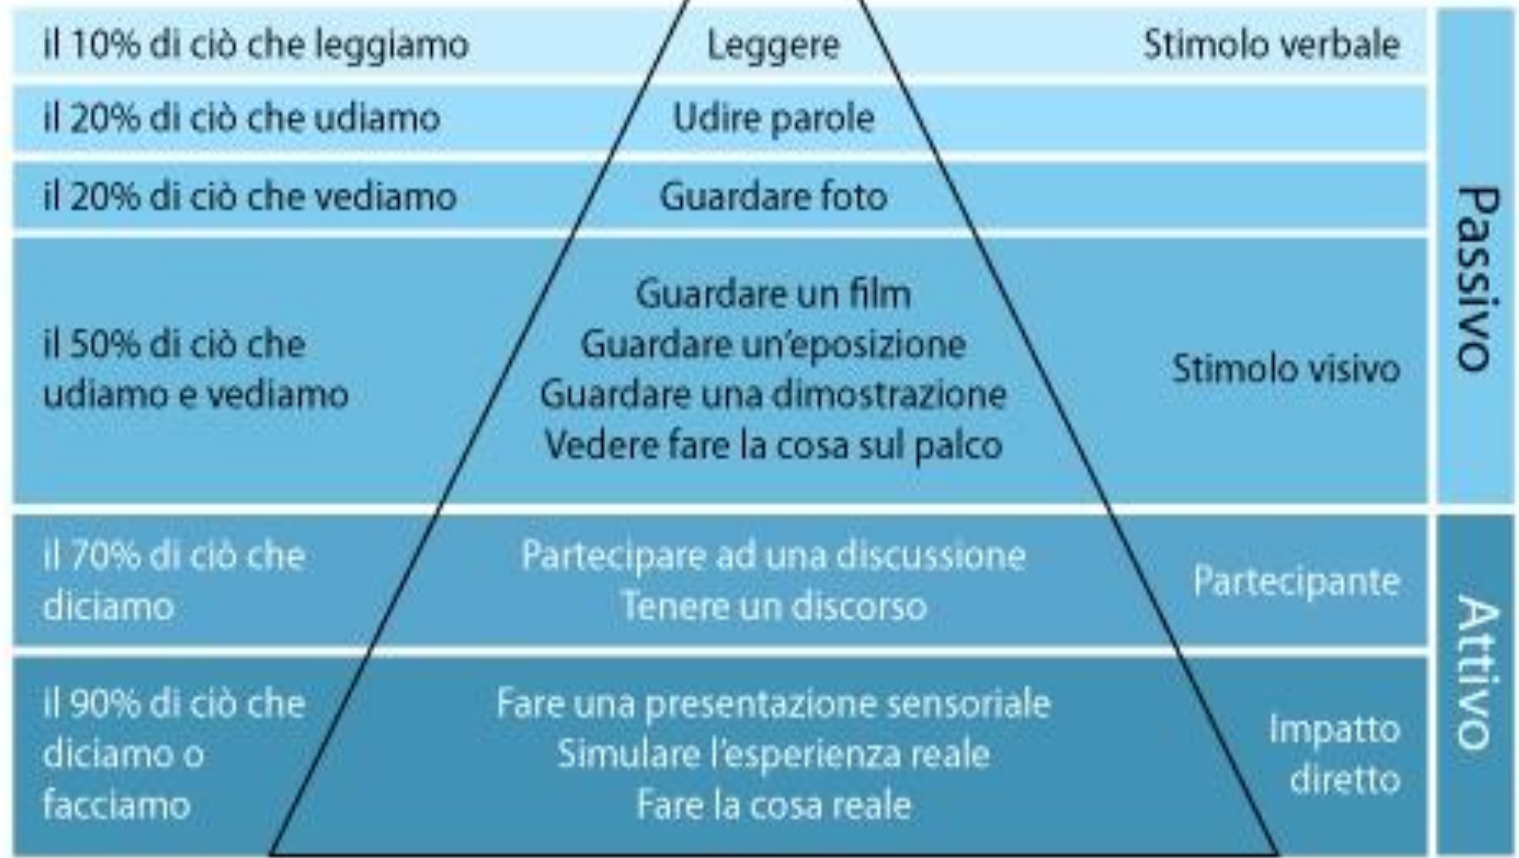 il 10% di ciò che leggiamo
Leggere
Stimolo verbale
il 20% di ciò che udiamo
Udire parole
il 20% di ciò che vediamo
Guardare foto
il 50% di ciò che
udiamo e vediamo
Guardare un film
Guardare un'eposizione
Guardare una dimostrazione
Vedere fare la cosa sul palco
Stimolo visivo
Passivo
il 70% di ciò che
diciamo
Partecipare ad una discussione
Tenere un discorso
Partecipante
il 90% di ciò che
diciamo o
facciamo
Fare una presentazione sensoriale
Simulare l'esperienza reale
Fare la cosa reale
Impatto
diretto
Attivo